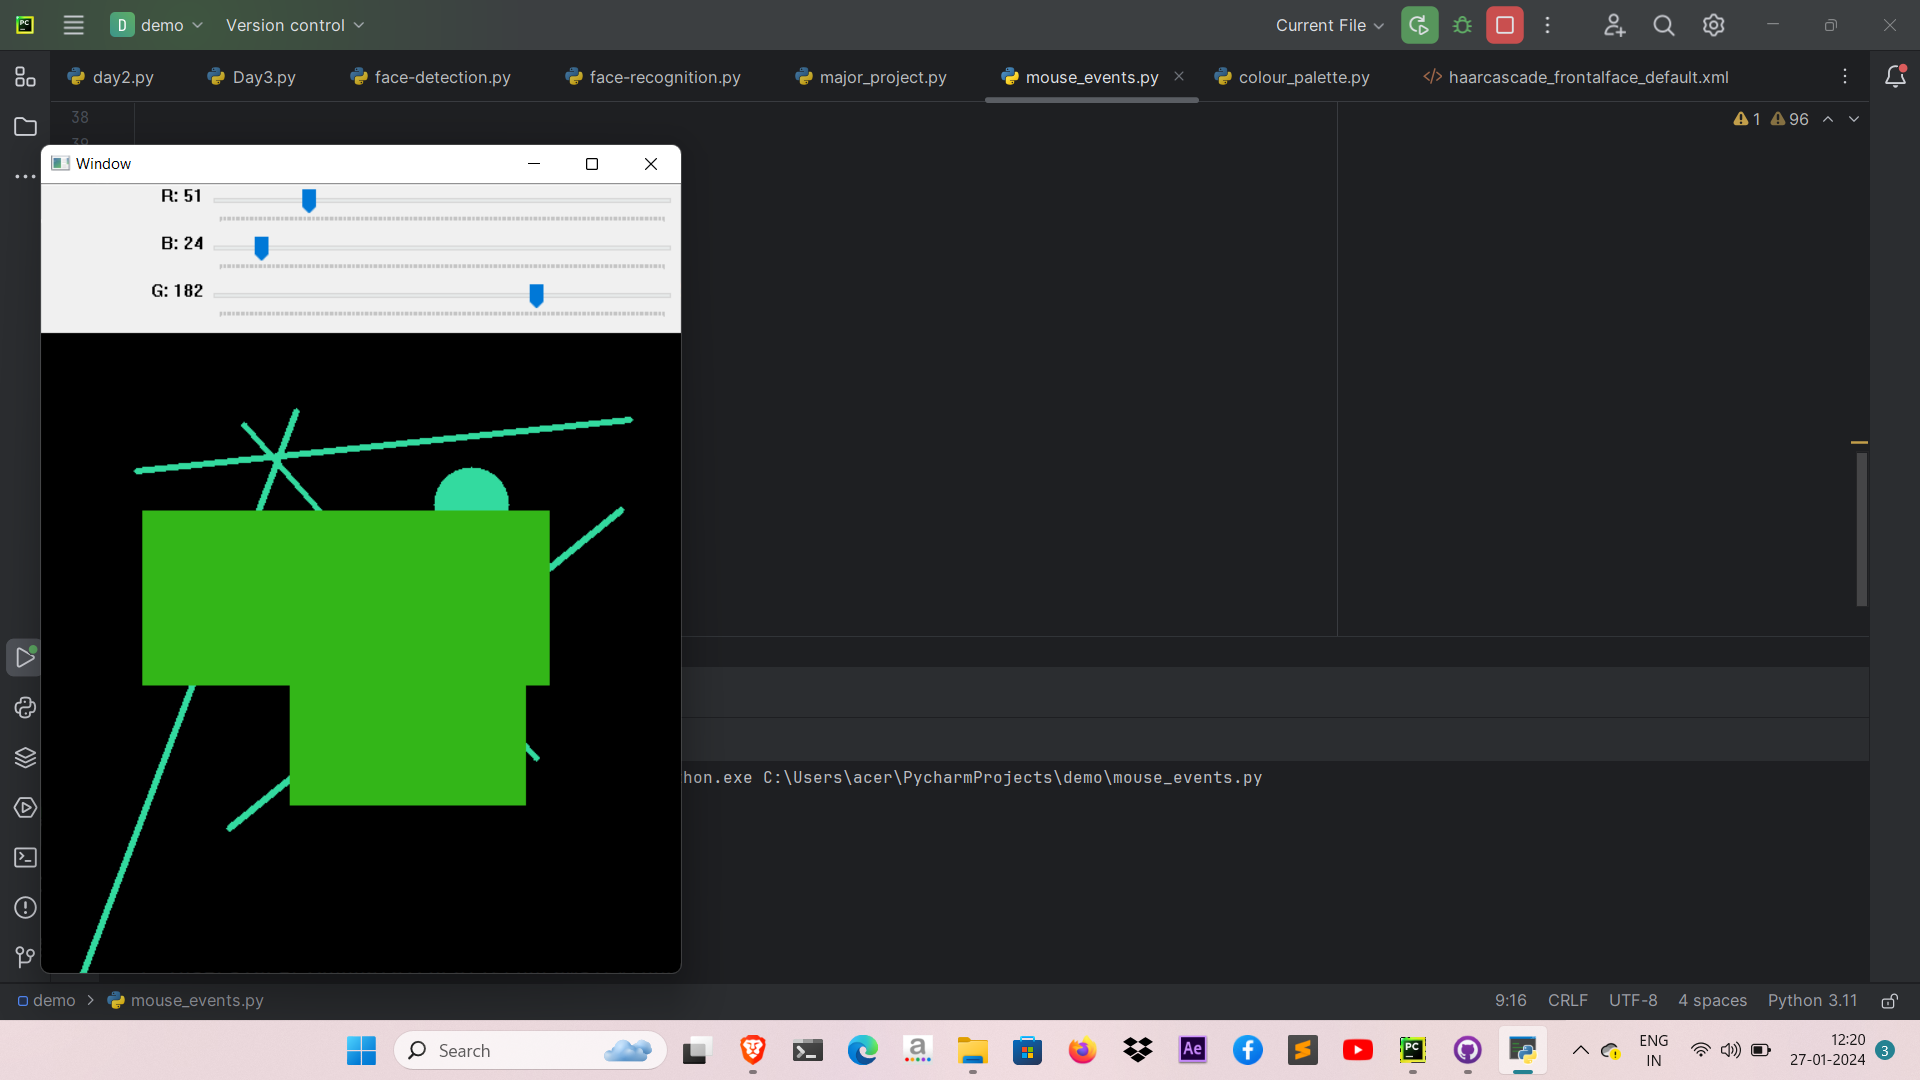 D demo Version control Current File
day2.py Day3.py face-detection.py face-recognition.py major_project.py mouse_events.py colour_palette.py </> haarcascade_frontalface_default.xml
38
1 96
Window
R: 51
B: 24
G: 182
hon.exe C:\Users\acer\PycharmProjects\demo\mouse_events.py
demo > mouse_events.py 9:16 CRLF UTF-8 4 spaces Python 3.11
Search
Ae
PC
ENG
IN
12:20
27-01-2024
3